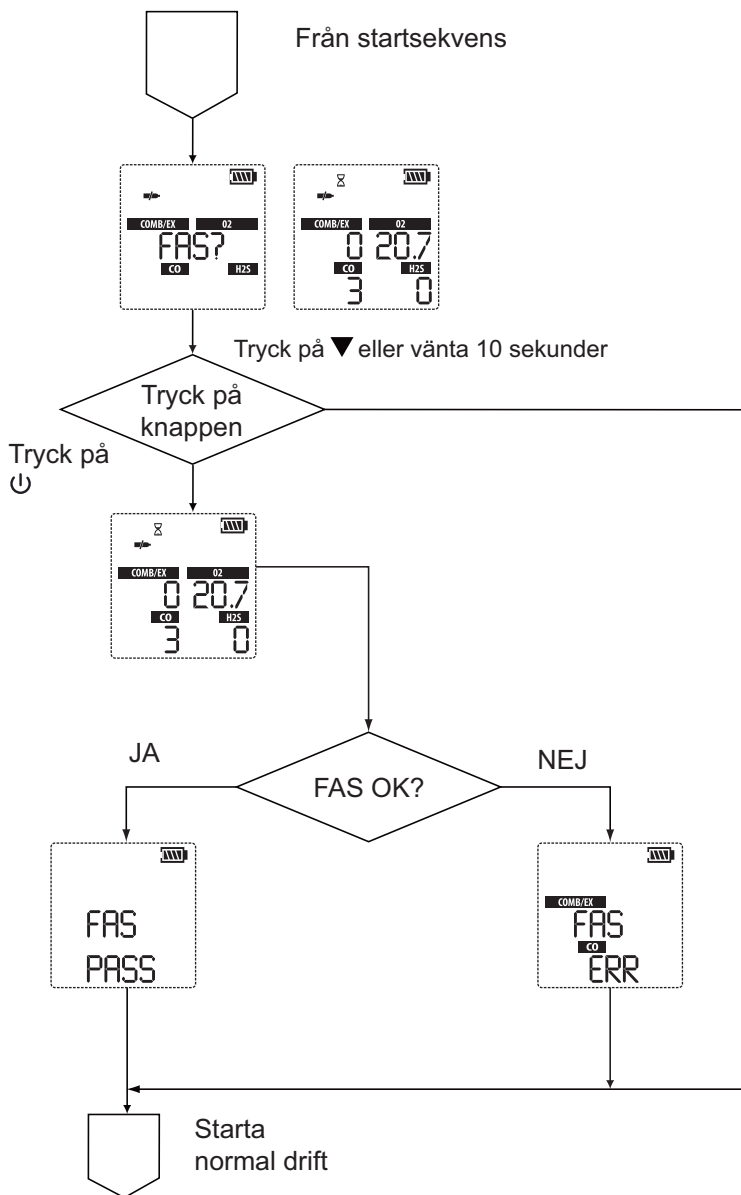 Från startsekvens
COMB/EX O2
FAS?
CO H2S
COMB/EX O2
0 20.7
CO H2S
3 0
Tryck på ▼ eller vänta 10 sekunder
Tryck på
knappen
Tryck på
⏻
COMB/EX O2
0 20.7
CO H2S
3 0
FAS OK?
JA
NEJ
FAS
PASS
COMB/EX
FAS
CO
ERR
Starta
normal drift